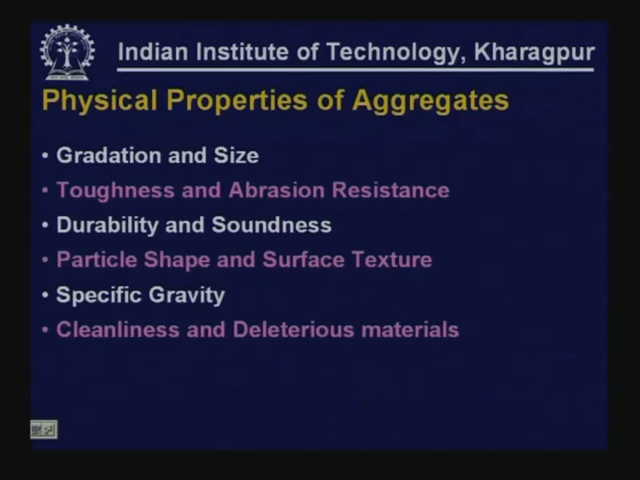 Indian Institute of Technology, Kharagpur
Physical Properties of Aggregates
• Gradation and Size
• Toughness and Abrasion Resistance
• Durability and Soundness
• Particle Shape and Surface Texture
• Specific Gravity
• Cleanliness and Deleterious materials